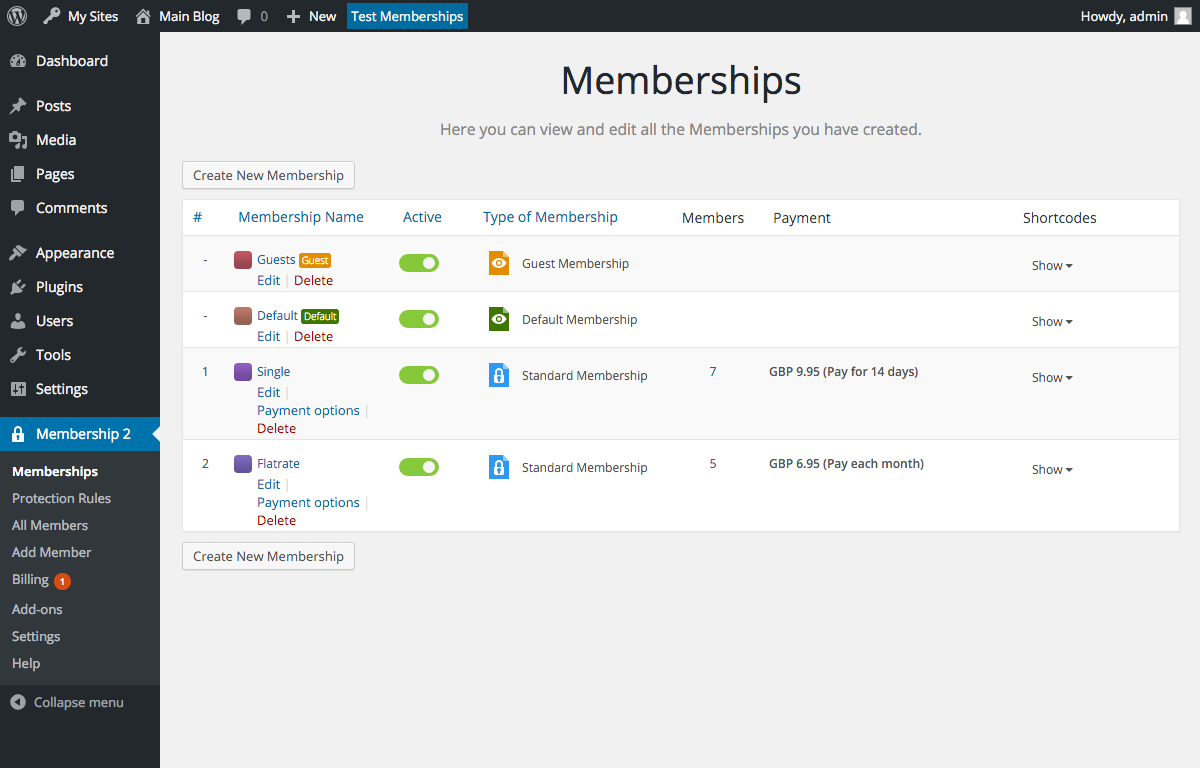 My Sites Main Blog 0 New Test Memberships Howdy, admin
Dashboard
Posts
Media
Pages
Comments
Appearance
Plugins
Users
Tools
Settings
Membership 2
Memberships
Protection Rules
All Members
Add Member
Billing 1
Add-ons
Settings
Help
Collapse menu
Memberships
Here you can view and edit all the Memberships you have created.
Create New Membership
# Membership Name Active Type of Membership Members Payment Shortcodes
- Guests Guest Guest Membership Show
Edit | Delete
- Default Default Default Membership Show
Edit | Delete
1 Single Standard Membership 7 GBP 9.95 (Pay for 14 days) Show
Edit |
Payment options |
Delete
2 Flatrate Standard Membership 5 GBP 6.95 (Pay each month) Show
Edit |
Payment options |
Delete
Create New Membership